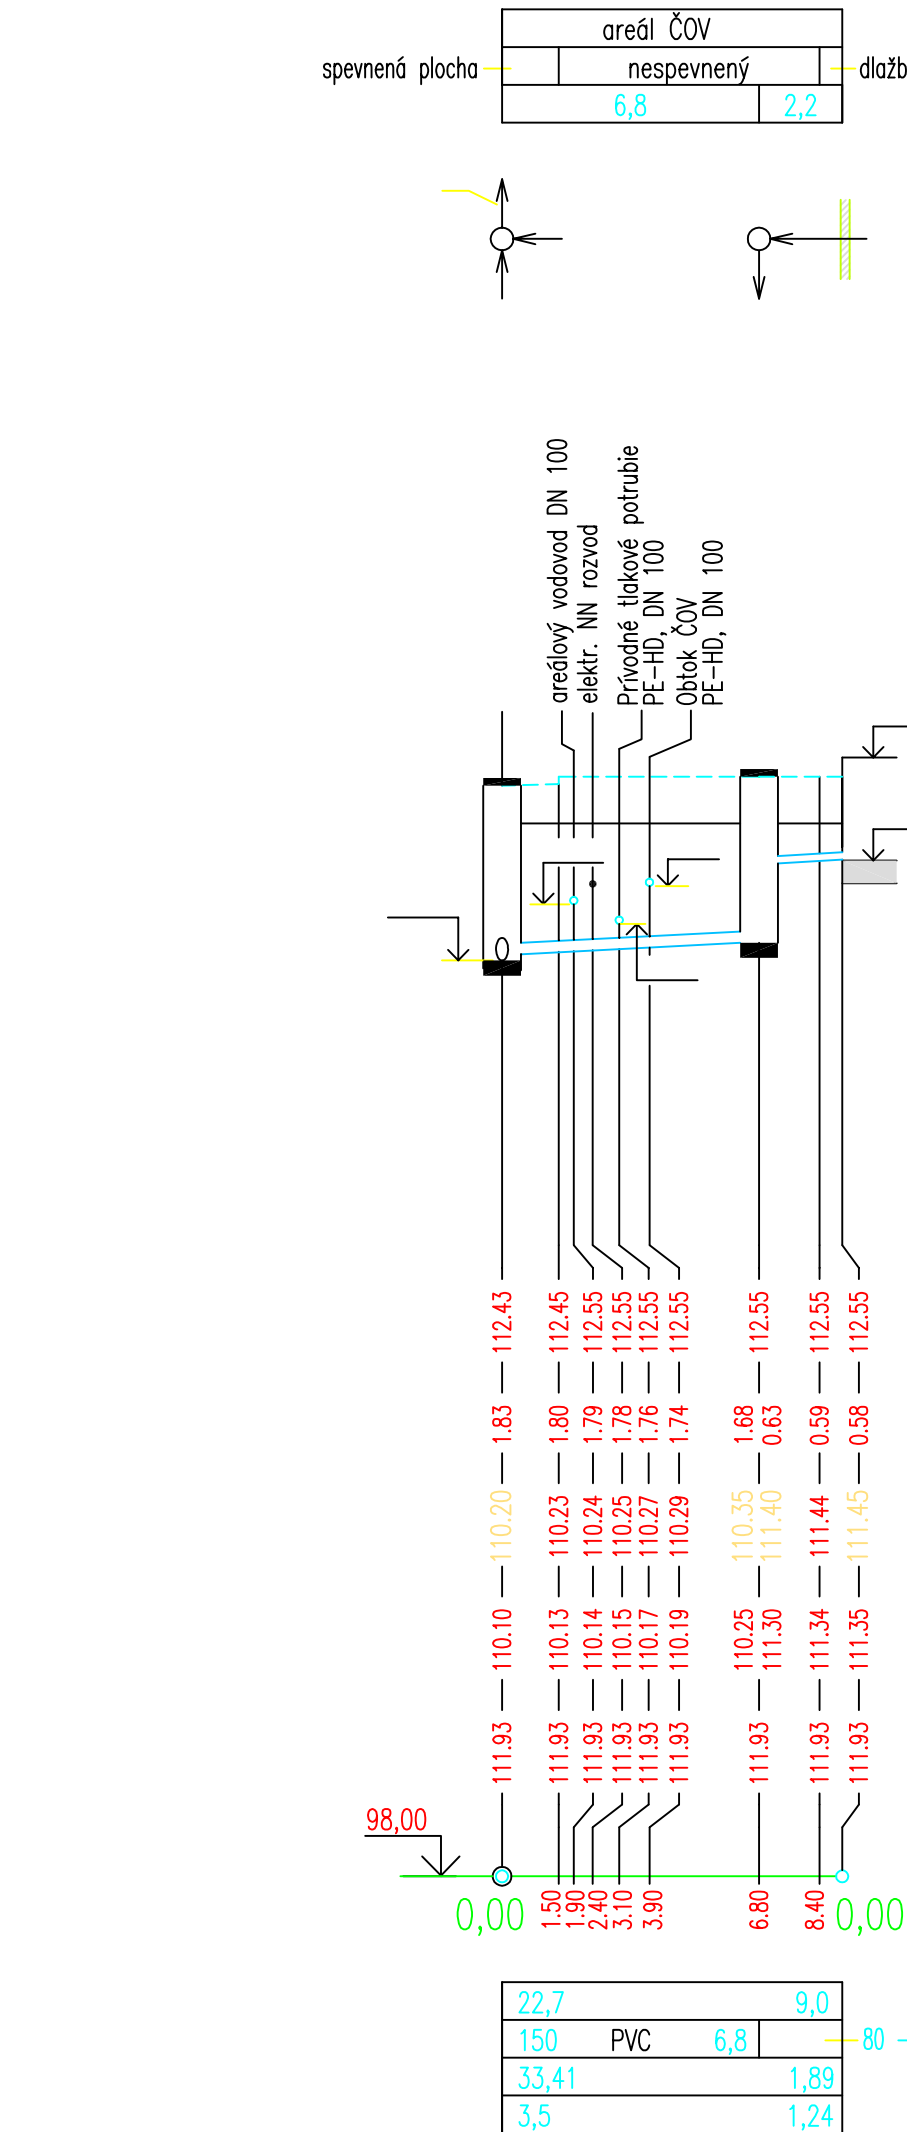 areál ČOV
spevnená plocha nespevnený dlažb
6,8 2,2
areálový vodovod DN 100
elektr. NN rozvod
Prívodné tlakové potrubie
PE-HD, DN 100
Obtok ČOV
PE-HD, DN 100
112.43 112.45 112.55 112.55 112.55 112.55 112.55 112.55 112.55
1.83 1.80 1.79 1.78 1.76 1.74 1.68 0.63 0.59 0.58
110.20 110.23 110.24 110.25 110.27 110.29 110.35 111.40 111.44 111.45
110.10 110.13 110.14 110.15 110.17 110.19 110.25 111.30 111.34 111.35
111.93 111.93 111.93 111.93 111.93 111.93 111.93 111.93 111.93
98,00
0,00 1.50 1.90 2.40 3.10 3.90 6.80 8.40 0,00
22,7 9,0
150 PVC 6,8 80 -
33,41 1,89
3,5 1,24